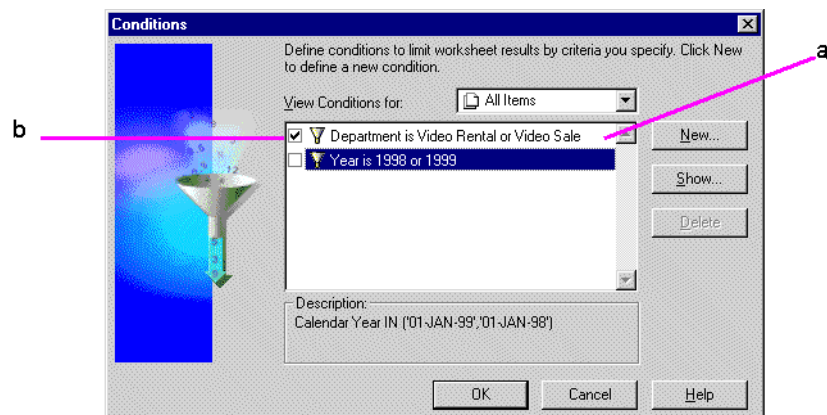 Conditions
Define conditions to limit worksheet results by criteria you specify. Click New
to define a new condition.
a
View Conditions for:
All Items
b
Department is Video Rental or Video Sale
New...
Year is 1998 or 1999
Show...
Delete
Description:
Calendar Year IN ('01-JAN-99','01-JAN-98')
OK
Cancel
Help